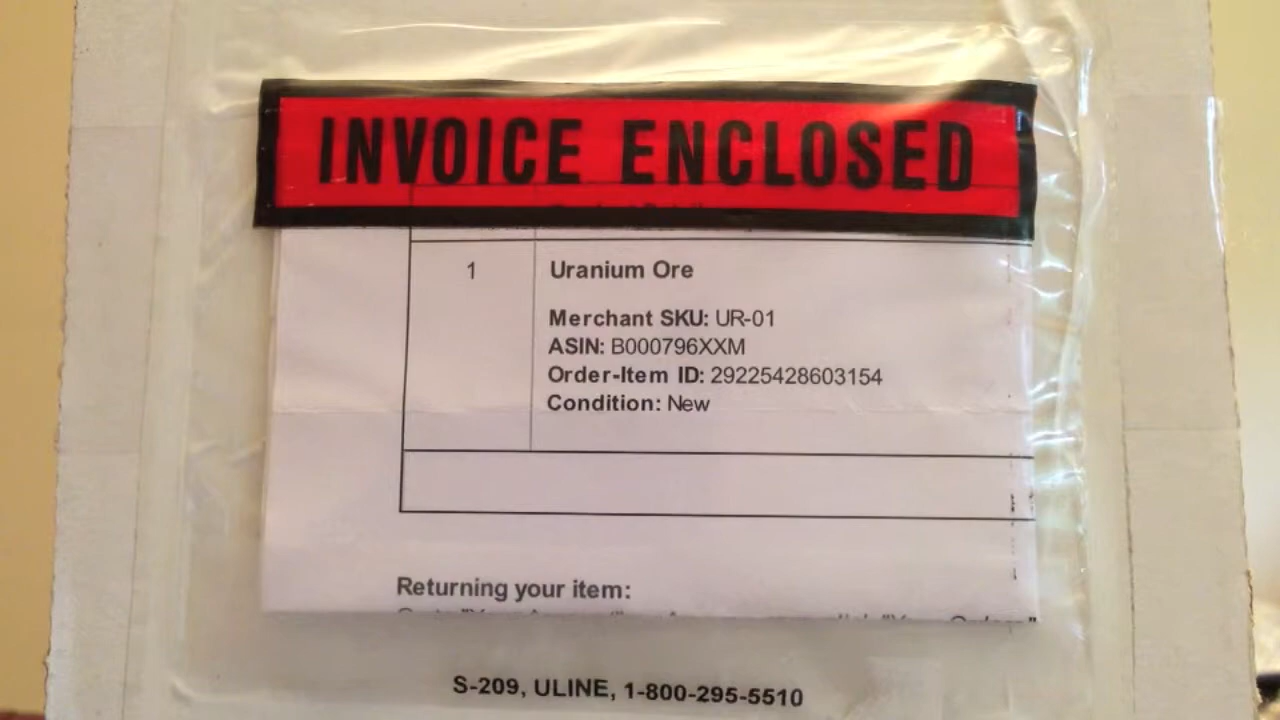 INVOICE ENCLOSED
1 Uranium Ore
Merchant SKU: UR-01
ASIN: B000796XXM
Order-Item ID: 29225428603154
Condition: New
Returning your item:
S-209, ULINE, 1-800-295-5510